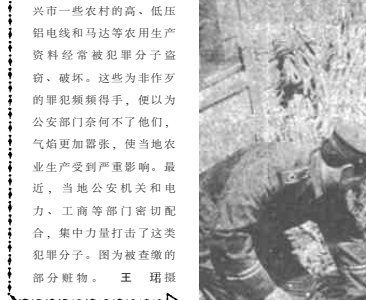 兴市一些农村的高、低压
铝电线和马达等农用生产
资料经常被犯罪分子盗
窃、破坏。这些为非作歹
的罪犯频频得手，便以为
公安部门奈何不了他们，
气焰更加嚣张，使当地农
业生产受到严重影响。最
近，当地公安机关和电
力、工商等部门密切配
合，集中力量打击了这类
犯罪分子。图为被查缴的
部分赃物。 王 珺摄